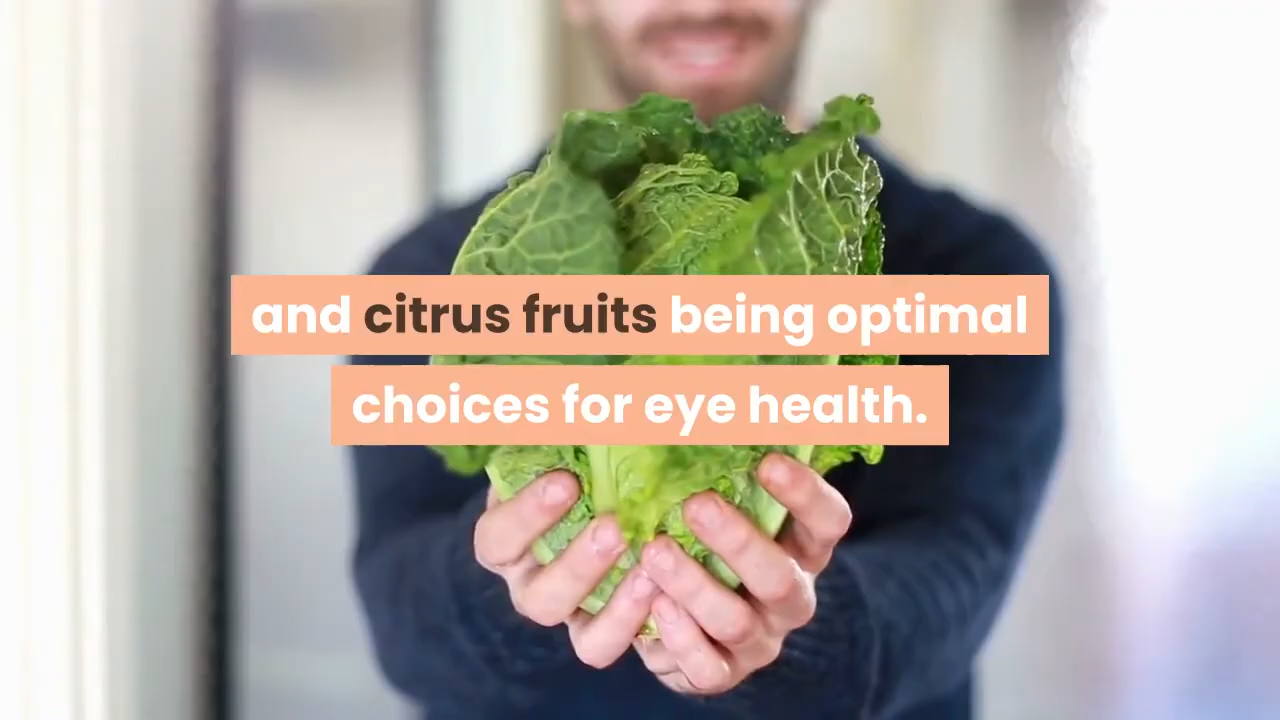 and citrus fruits being optimal
choices for eye health.